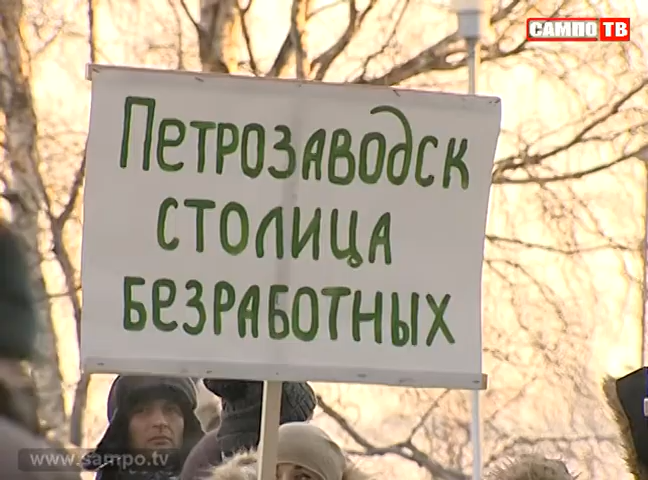 САМПО ТВ
Петрозаводск
столица
безработных
www.sampo.tv